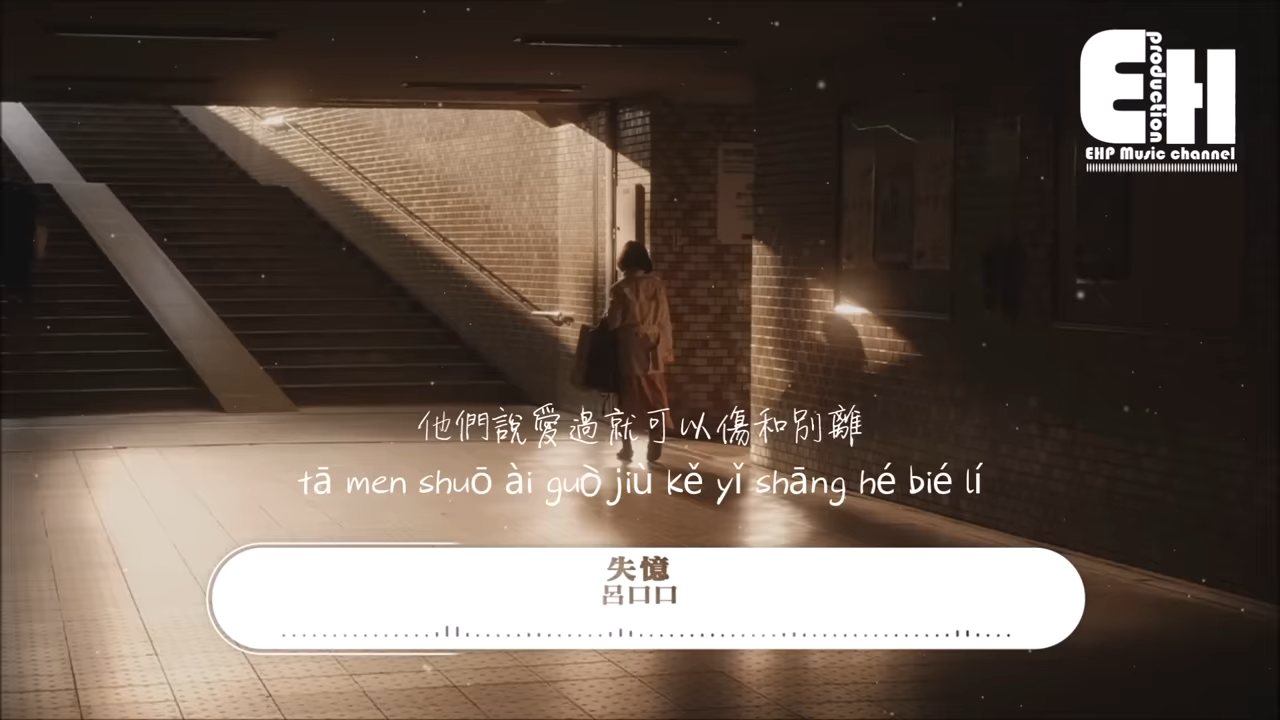 EH
production
EHP Music channel
他們說愛過就可以傷和別離
tā men shuō ài guò jiù kě yǐ shāng hé bié lí
失憶
呂口口